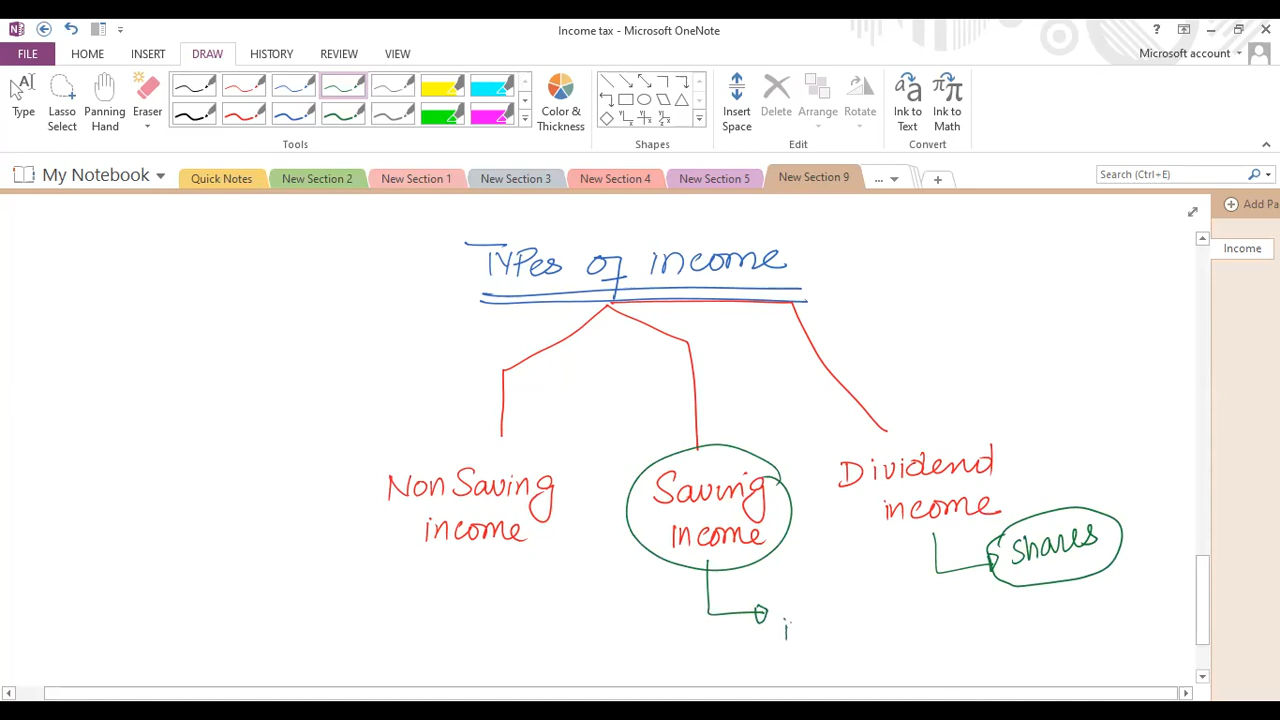 Income tax - Microsoft OneNote
FILE HOME INSERT DRAW HISTORY REVIEW VIEW
Microsoft account
Type
Lasso Select
Panning Hand
Eraser
Color & Thickness
Insert Space
Delete
Arrange
Rotate
Ink to Text
Ink to Math
Tools
Shapes
Edit
Convert
My Notebook
Quick Notes
New Section 2
New Section 1
New Section 3
New Section 4
New Section 5
New Section 9
...
Search (Ctrl+E)
Add Pa
Income
Types of income
Non Saving
income
Saving
Income
Dividend
income
shares
i